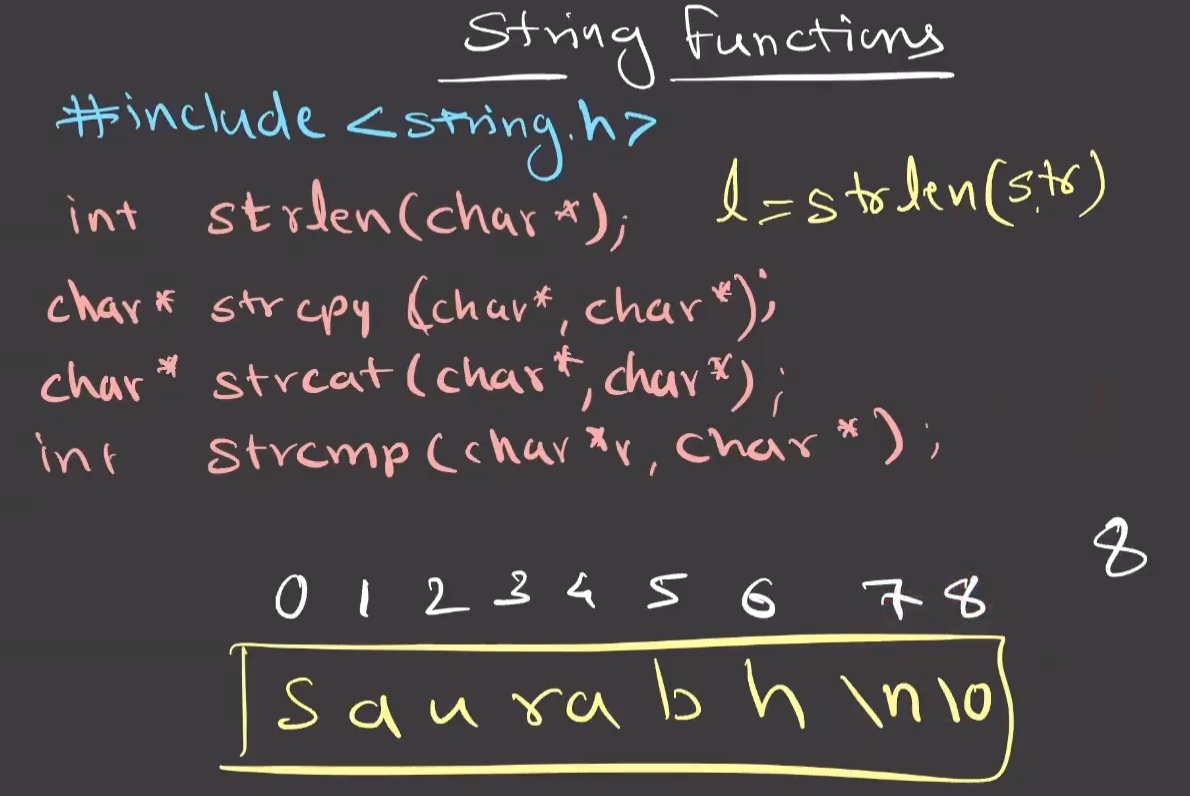 String Functions
#include <string.h>
int strlen(char*); l=strlen(str)
char* strcpy (char*, char*);
char* strcat (char*, char*);
int strcmp (char*r, char*);
8
0 1 2 3 4 5 6 7 8
s a u r a b h \n \0